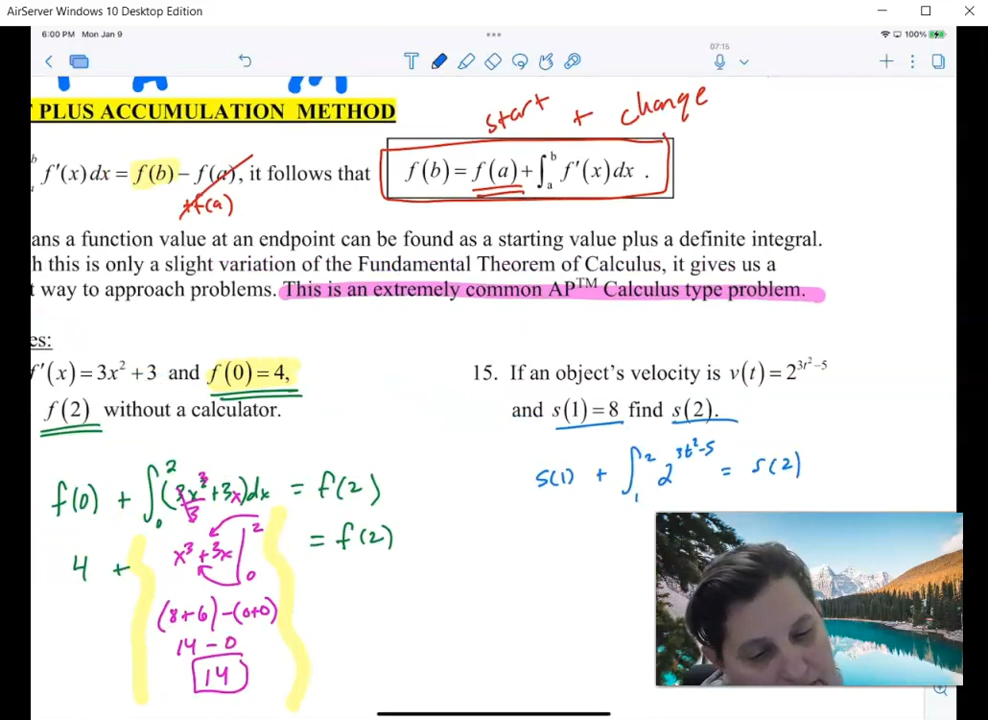 AirServer Windows 10 Desktop Edition
6:00 PM Mon Jan 9
100%
07:15
PLUS ACCUMULATION METHOD
start + change
b
f'(x)dx = f(b) − f(a), it follows that
f(b) = f(a) + ∫ₐᵇ f'(x)dx .
+f(a)
ans a function value at an endpoint can be found as a starting value plus a definite integral.
h this is only a slight variation of the Fundamental Theorem of Calculus, it gives us a
t way to approach problems. This is an extremely common AP™ Calculus type problem.
es:
f'(x) = 3x² + 3 and f(0) = 4,
f(2) without a calculator.
15. If an object's velocity is v(t) = 2^{3t²−5}
and s(1) = 8 find s(2).
f(0) + ∫₀² (3x³/3 + 3x)dx = f(2)
4 + x³ + 3x |₀² = f(2)
(8+6) − (0+0)
14 − 0
14
s(1) + ∫₁² 2^{3t²−5} = s(2)